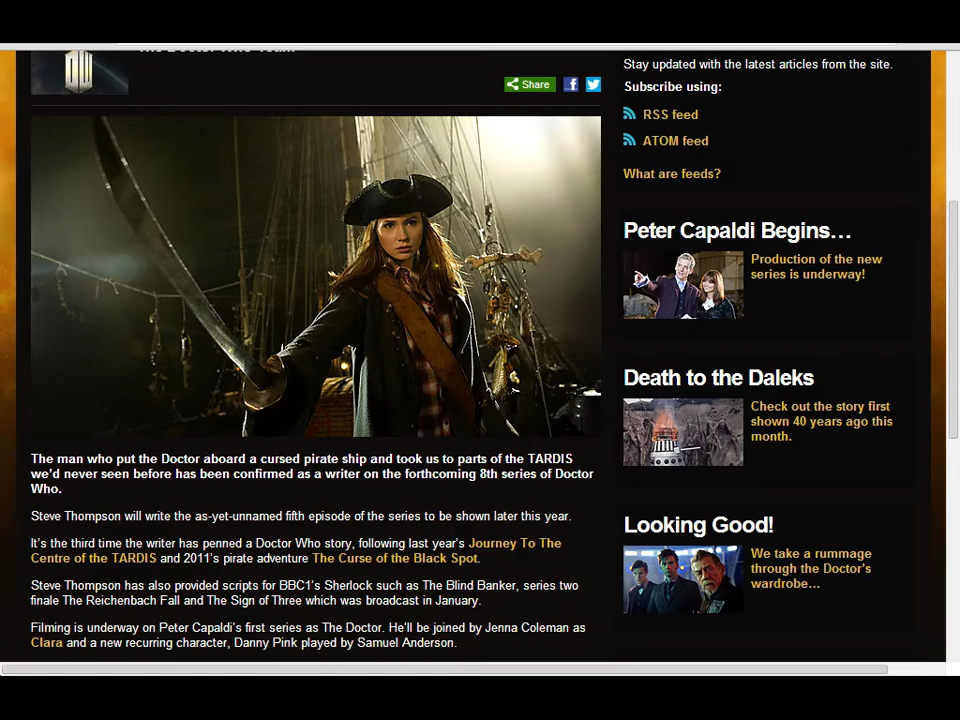 The Doctor Who Team
DW
Share
The man who put the Doctor aboard a cursed pirate ship and took us to parts of the TARDIS
we'd never seen before has been confirmed as a writer on the forthcoming 8th series of Doctor
Who.
Steve Thompson will write the as-yet-unnamed fifth episode of the series to be shown later this year.
It's the third time the writer has penned a Doctor Who story, following last year's Journey To The
Centre of the TARDIS and 2011's pirate adventure The Curse of the Black Spot.
Steve Thompson has also provided scripts for BBC1's Sherlock such as The Blind Banker, series two
finale The Reichenbach Fall and The Sign of Three which was broadcast in January.
Filming is underway on Peter Capaldi's first series as The Doctor. He'll be joined by Jenna Coleman as
Clara and a new recurring character, Danny Pink played by Samuel Anderson.
Stay updated with the latest articles from the site.
Subscribe using:
RSS feed
ATOM feed
What are feeds?
Peter Capaldi Begins...
Production of the new
series is underway!
Death to the Daleks
Check out the story first
shown 40 years ago this
month.
Looking Good!
We take a rummage
through the Doctor's
wardrobe...